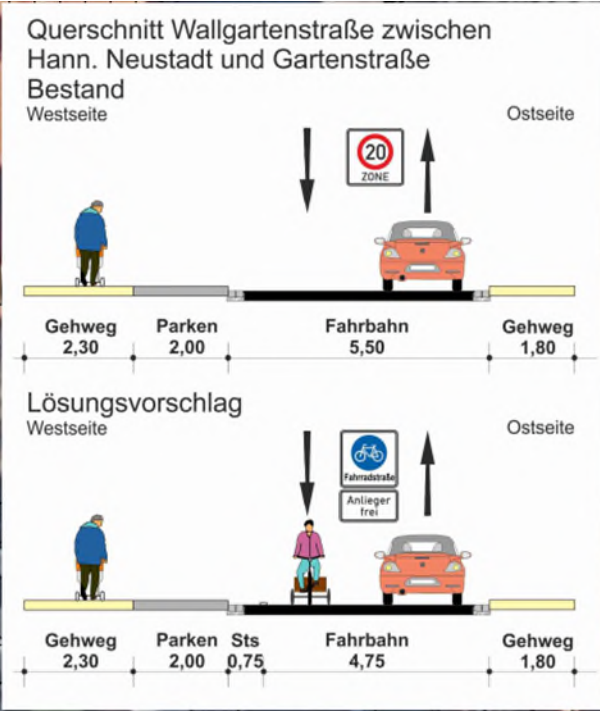 Querschnitt Wallgartenstraße zwischen
Hann. Neustadt und Gartenstraße
Bestand
Westseite
Ostseite
20
ZONE
Gehweg Parken Fahrbahn Gehweg
2,30 2,00 5,50 1,80
Lösungsvorschlag
Westseite
Ostseite
Fahrradstraße
Anlieger
frei
Gehweg Parken Sts Fahrbahn Gehweg
2,30 2,00 0,75 4,75 1,80